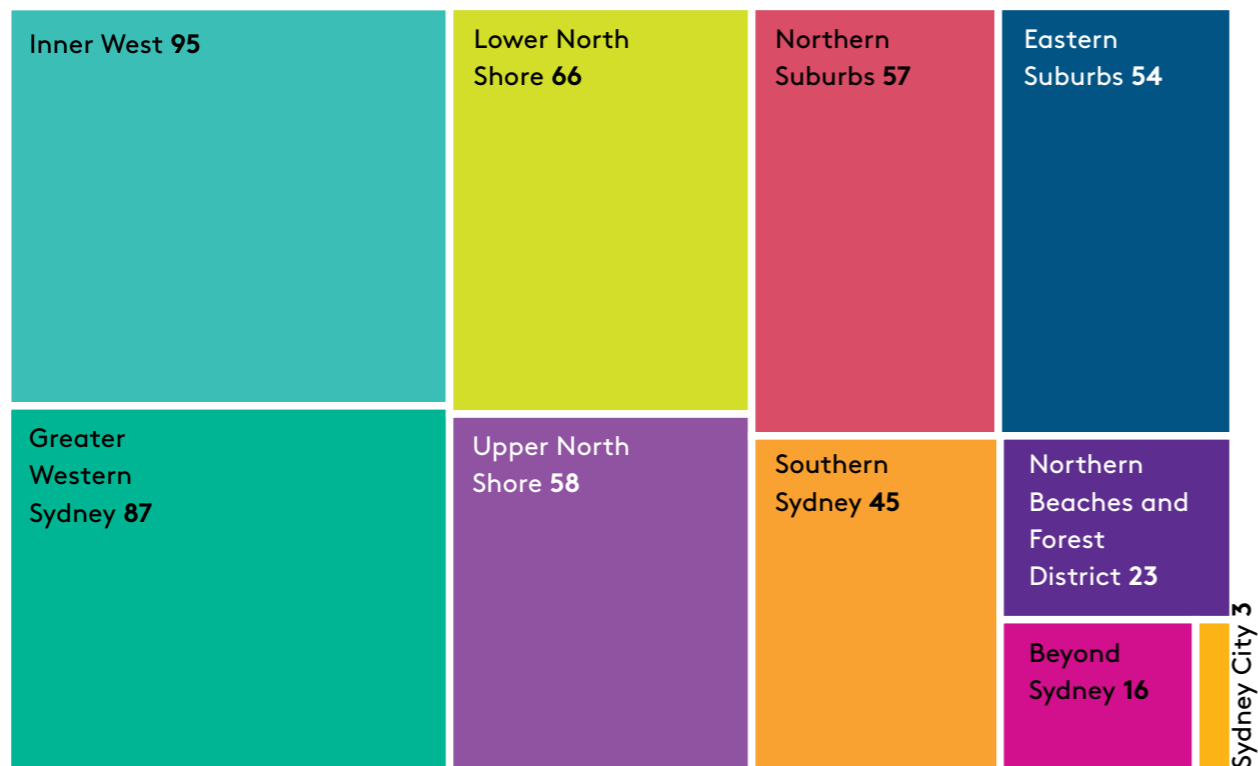 Inner West 95
Lower North
Shore 66
Northern
Suburbs 57
Eastern
Suburbs 54
Greater
Western
Sydney 87
Upper North
Shore 58
Southern
Sydney 45
Northern
Beaches and
Forest
District 23
Beyond
Sydney 16
Sydney City 3